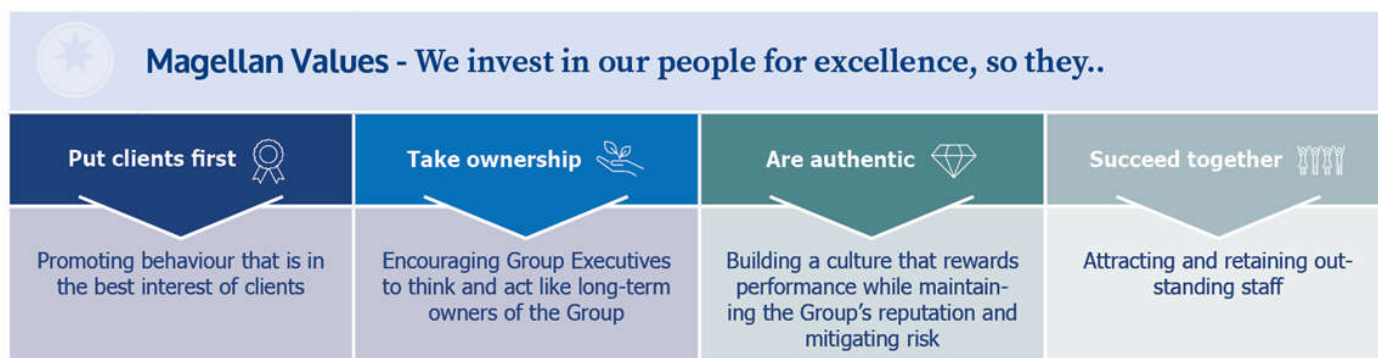 Magellan Values - We invest in our people for excellence, so they..
Put clients first
Take ownership
Are authentic
Succeed together
Promoting behaviour that is in
the best interest of clients
Encouraging Group Executives
to think and act like long-term
owners of the Group
Building a culture that rewards
performance while maintain-
ing the Group's reputation and
mitigating risk
Attracting and retaining out-
standing staff